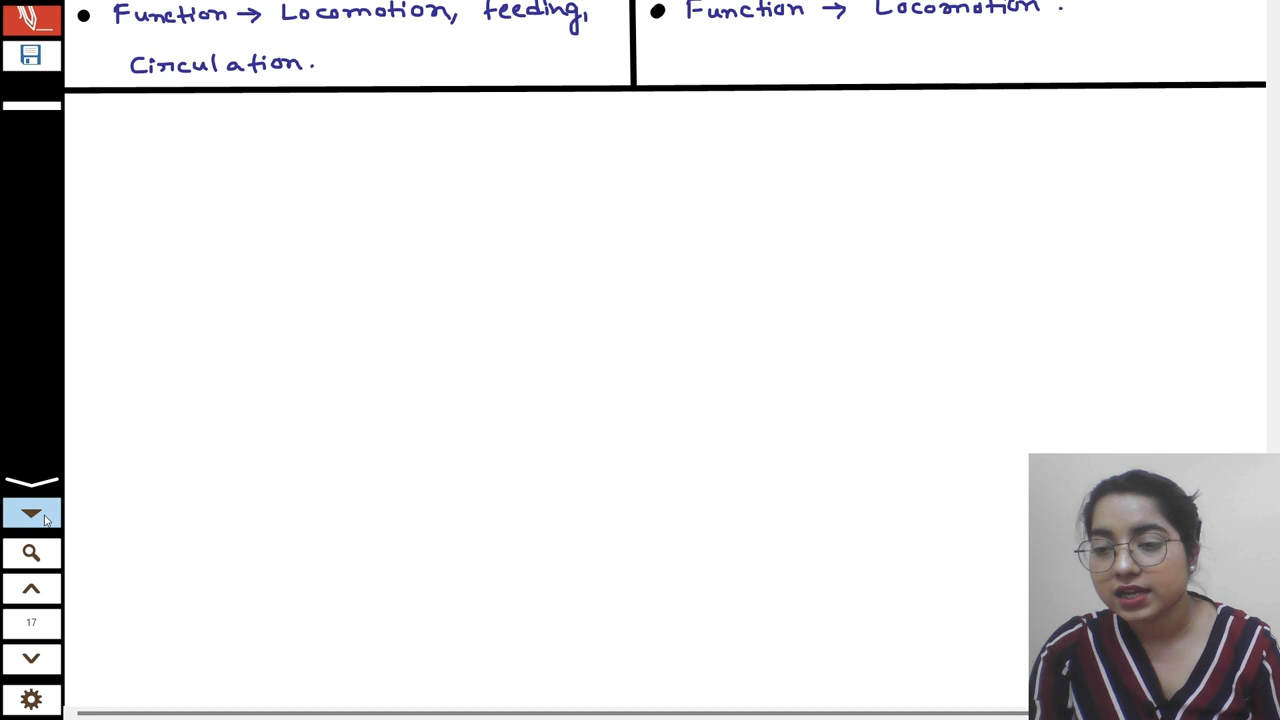 • Function → Locomotion, feeding,
Circulation.
• Function → Locomotion.
17